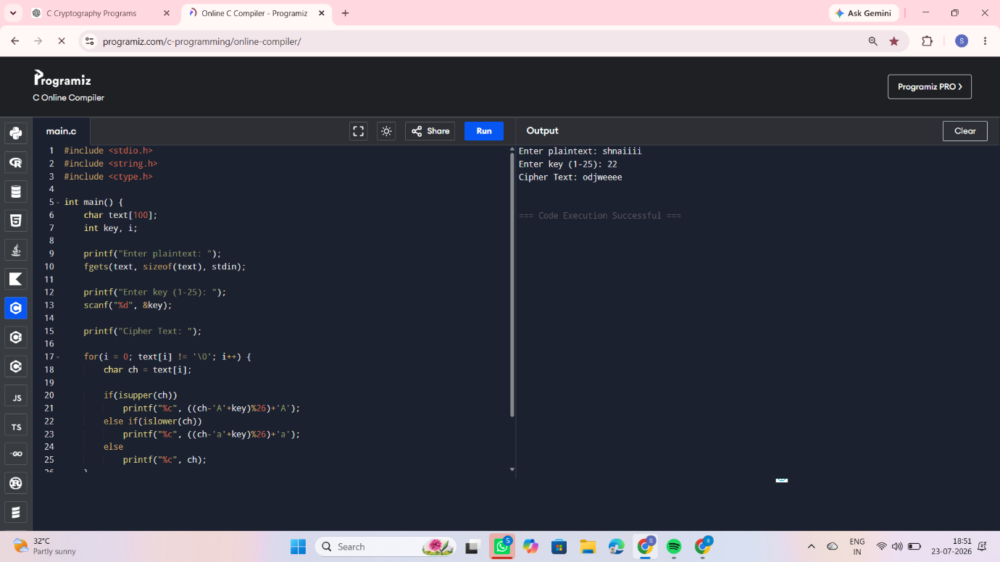 C Cryptography Programs
Online C Compiler - Programiz
Ask Gemini
programiz.com/c-programming/online-compiler/
S
Programiz
C Online Compiler
Programiz PRO
main.c
Share
Run
Output
Clear
1 #include <stdio.h>
2 #include <string.h>
3 #include <ctype.h>
4
5 int main() {
6 char text[100];
7 int key, i;
8
9 printf("Enter plaintext: ");
10 fgets(text, sizeof(text), stdin);
11
12 printf("Enter key (1-25): ");
13 scanf("%d", &key);
14
15 printf("Cipher Text: ");
16
17 for(i = 0; text[i] != '\0'; i++) {
18 char ch = text[i];
19
20 if(isupper(ch))
21 printf("%c", ((ch-'A'+key)%26)+'A');
22 else if(islower(ch))
23 printf("%c", ((ch-'a'+key)%26)+'a');
24 else
25 printf("%c", ch);
26 }
Enter plaintext: shnaiiii
Enter key (1-25): 22
Cipher Text: odjweeee
=== Code Execution Successful ===
JS
TS
GO
32°C
Partly sunny
Search
5
S
S
ENG
IN
18:51
23-07-2026